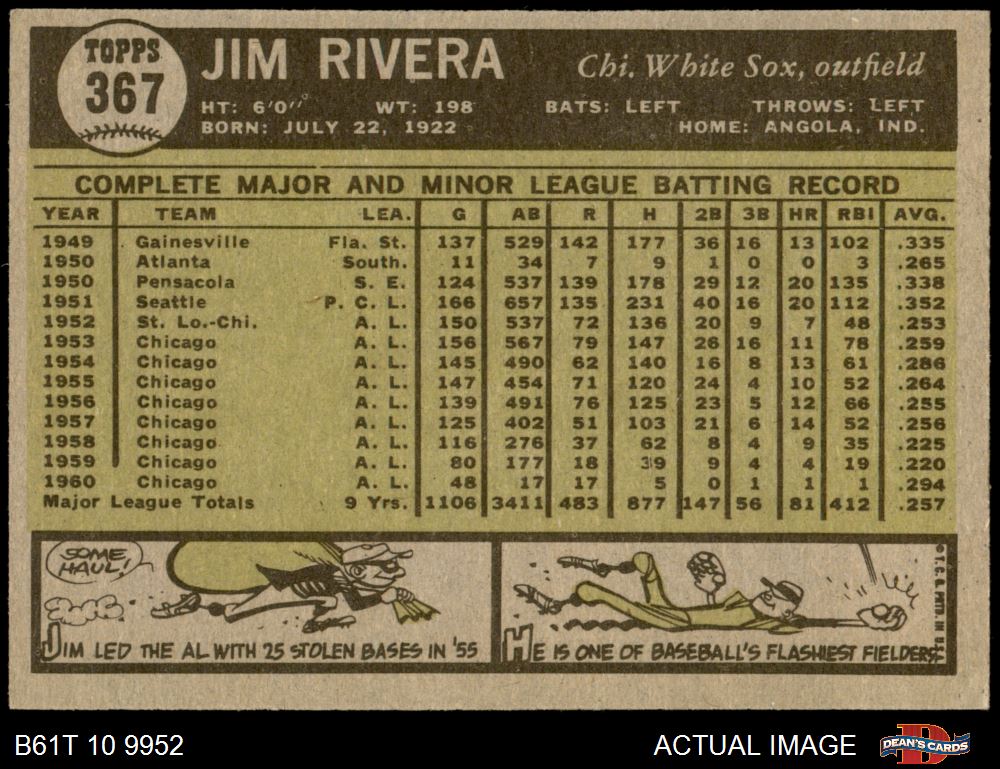 TOPPS
367
JIM RIVERA
Chi. White Sox, outfield
HT: 6'0" WT: 198 BATS: LEFT THROWS: LEFT
BORN: JULY 22, 1922 HOME: ANGOLA, IND.
COMPLETE MAJOR AND MINOR LEAGUE BATTING RECORD
YEAR TEAM LEA. G AB R H 2B 3B HR RBI AVG.
1949 Gainesville Fla. St. 137 529 142 177 36 16 13 102 .335
1950 Atlanta South. 11 34 7 9 1 0 0 3 .265
1950 Pensacola S. E. 124 537 139 178 29 12 20 135 .338
1951 Seattle P. C. L. 166 657 135 231 40 16 20 112 .352
1952 St. Lo.-Chi. A. L. 150 537 72 136 20 9 7 48 .253
1953 Chicago A. L. 156 567 79 147 26 16 11 78 .259
1954 Chicago A. L. 145 490 62 140 16 8 13 61 .286
1955 Chicago A. L. 147 454 71 120 24 4 10 52 .264
1956 Chicago A. L. 139 491 76 125 23 5 12 66 .255
1957 Chicago A. L. 125 402 51 103 21 6 14 52 .256
1958 Chicago A. L. 116 276 37 62 8 4 9 35 .225
1959 Chicago A. L. 80 177 18 39 9 4 4 19 .220
1960 Chicago A. L. 48 17 17 5 0 1 1 1 .294
Major League Totals 9 Yrs. 1106 3411 483 877 147 56 81 412 .257
SOME
HAUL!
JIM LED THE AL WITH 25 STOLEN BASES IN '55
HE IS ONE OF BASEBALL'S FLASHIEST FIELDERS
© T. C. G. PRTD. IN U.S.A.
B61T 10 9952
ACTUAL IMAGE
DEAN'S CARDS